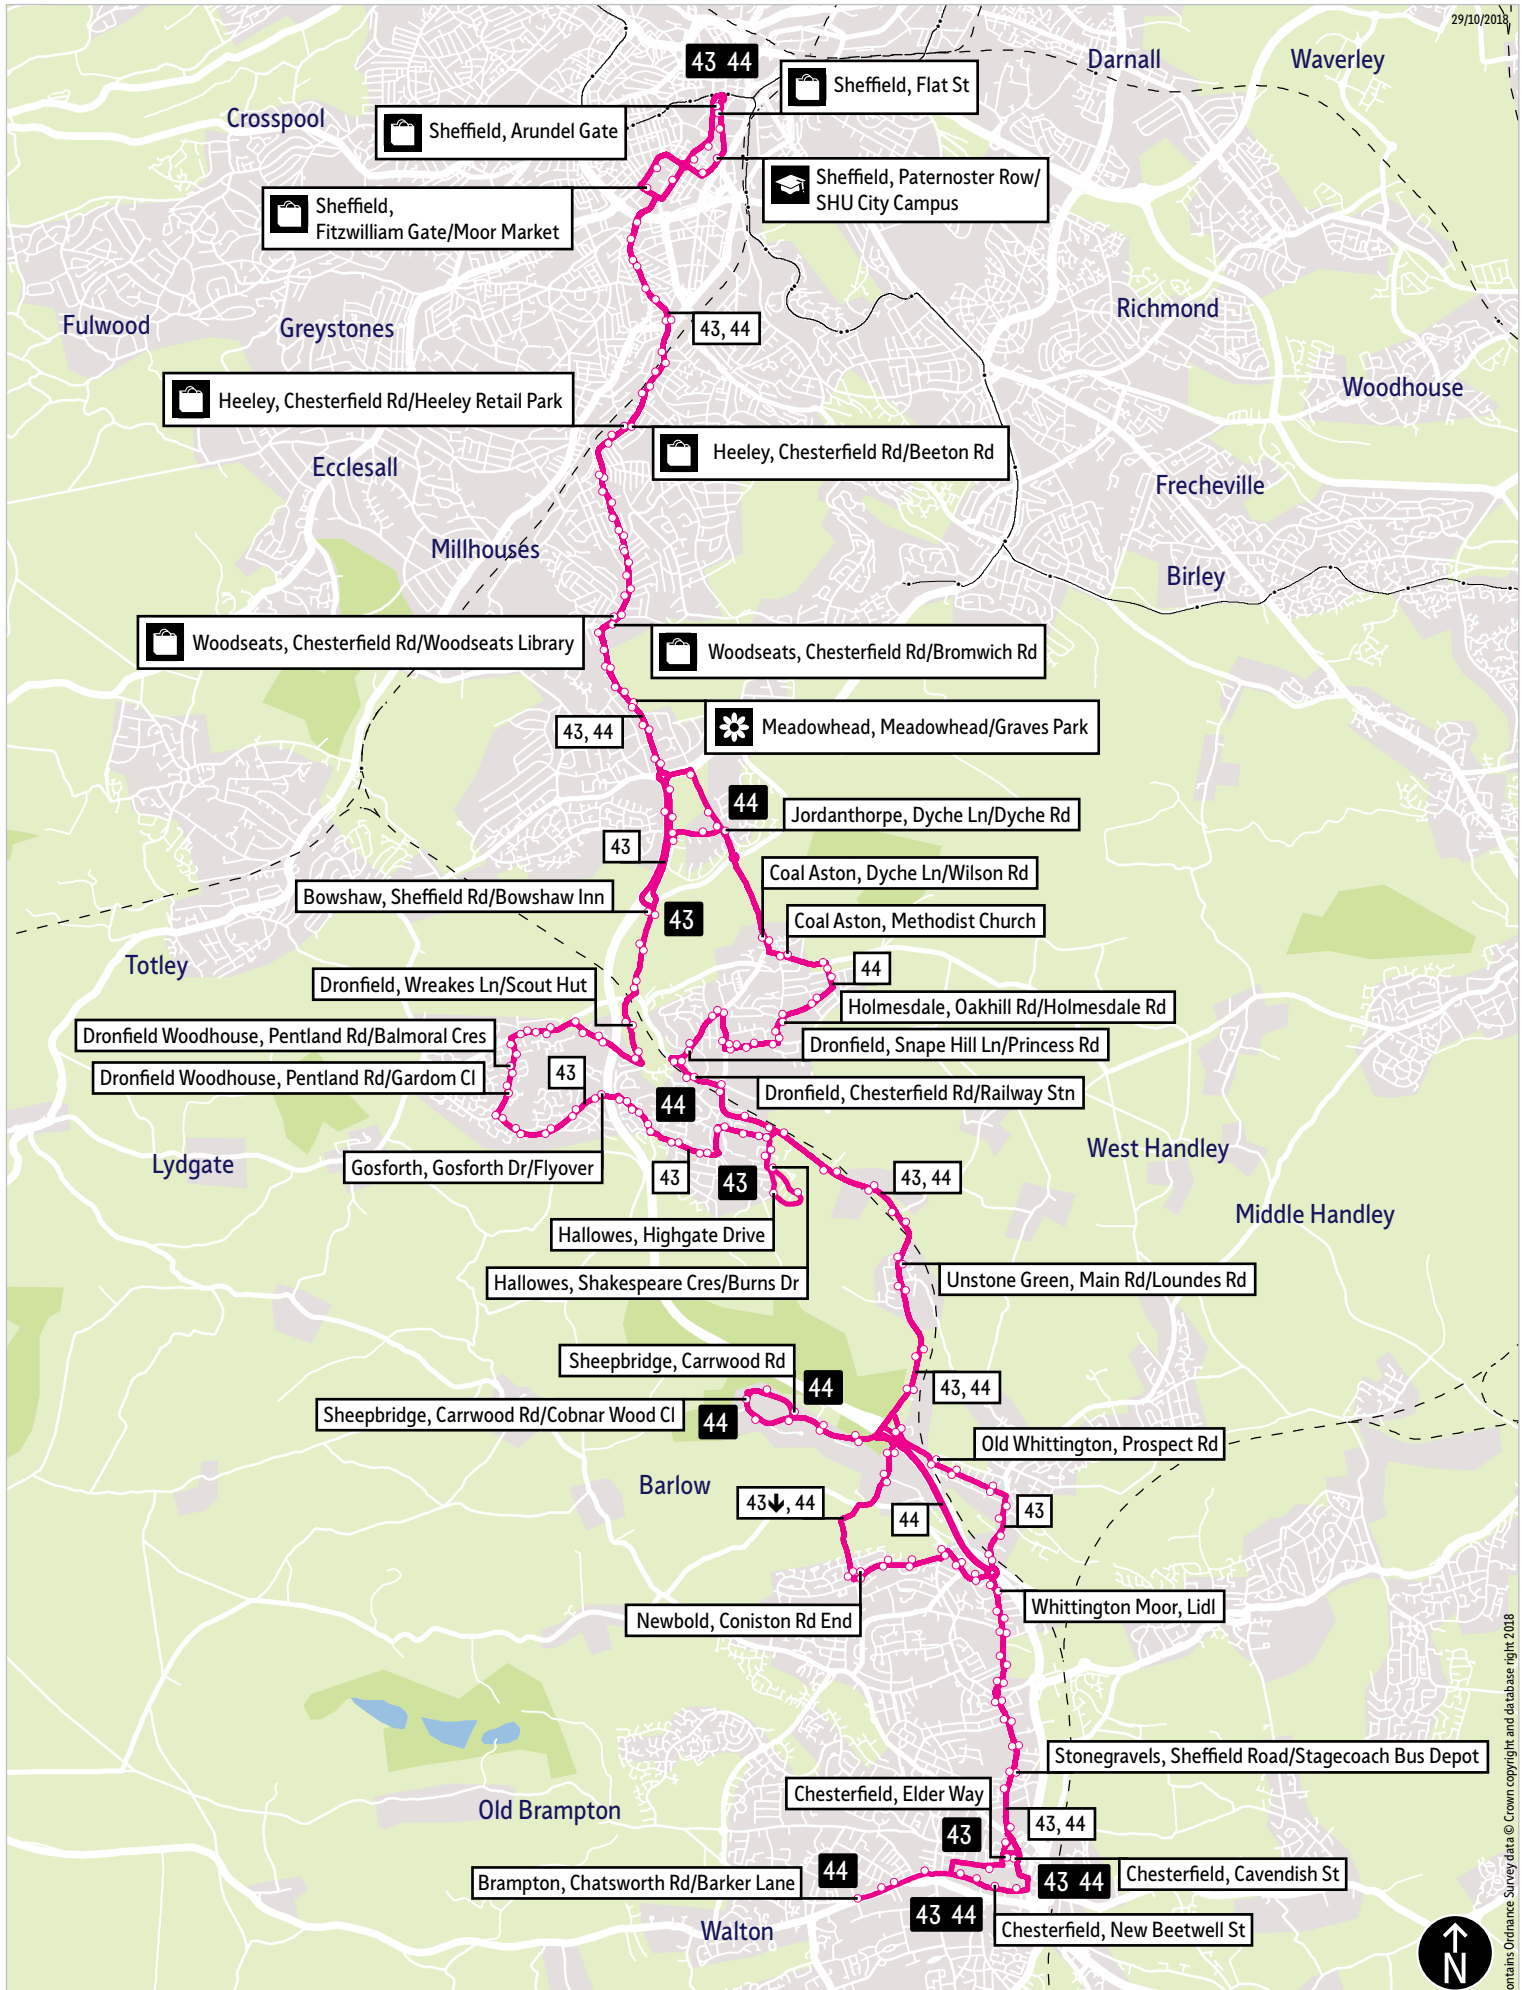 29/10/2018
Darnall
Waverley
43 44
Sheffield, Flat St
Crosspool
Sheffield, Arundel Gate
Sheffield, Paternoster Row/
SHU City Campus
Sheffield,
Fitzwilliam Gate/Moor Market
Richmond
Fulwood
Greystones
43, 44
Woodhouse
Heeley, Chesterfield Rd/Heeley Retail Park
Heeley, Chesterfield Rd/Beeton Rd
Ecclesall
Frecheville
Millhouses
Birley
Woodseats, Chesterfield Rd/Woodseats Library
Woodseats, Chesterfield Rd/Bromwich Rd
43, 44
Meadowhead, Meadowhead/Graves Park
44
Jordanthorpe, Dyche Ln/Dyche Rd
43
Coal Aston, Dyche Ln/Wilson Rd
Bowshaw, Sheffield Rd/Bowshaw Inn
43
Coal Aston, Methodist Church
Totley
44
Dronfield, Wreakes Ln/Scout Hut
Holmesdale, Oakhill Rd/Holmesdale Rd
Dronfield Woodhouse, Pentland Rd/Balmoral Cres
Dronfield, Snape Hill Ln/Princess Rd
Dronfield Woodhouse, Pentland Rd/Gardom Cl
43
44
Dronfield, Chesterfield Rd/Railway Stn
West Handley
Lydgate
Gosforth, Gosforth Dr/Flyover
43
43
43, 44
Middle Handley
Hallowes, Highgate Drive
Hallowes, Shakespeare Cres/Burns Dr
Unstone Green, Main Rd/Loundes Rd
Sheepbridge, Carrwood Rd
44
43, 44
Sheepbridge, Carrwood Rd/Cobnar Wood Cl
44
Old Whittington, Prospect Rd
Barlow
43↓, 44
44
43
Newbold, Coniston Rd End
Whittington Moor, Lidl
Stonegravels, Sheffield Road/Stagecoach Bus Depot
Chesterfield, Elder Way
Old Brampton
43
43, 44
Brampton, Chatsworth Rd/Barker Lane
44
43 44
Chesterfield, Cavendish St
43 44
Walton
Chesterfield, New Beetwell St
N
ontains Ordnance Survey data © Crown copyright and database right 2018